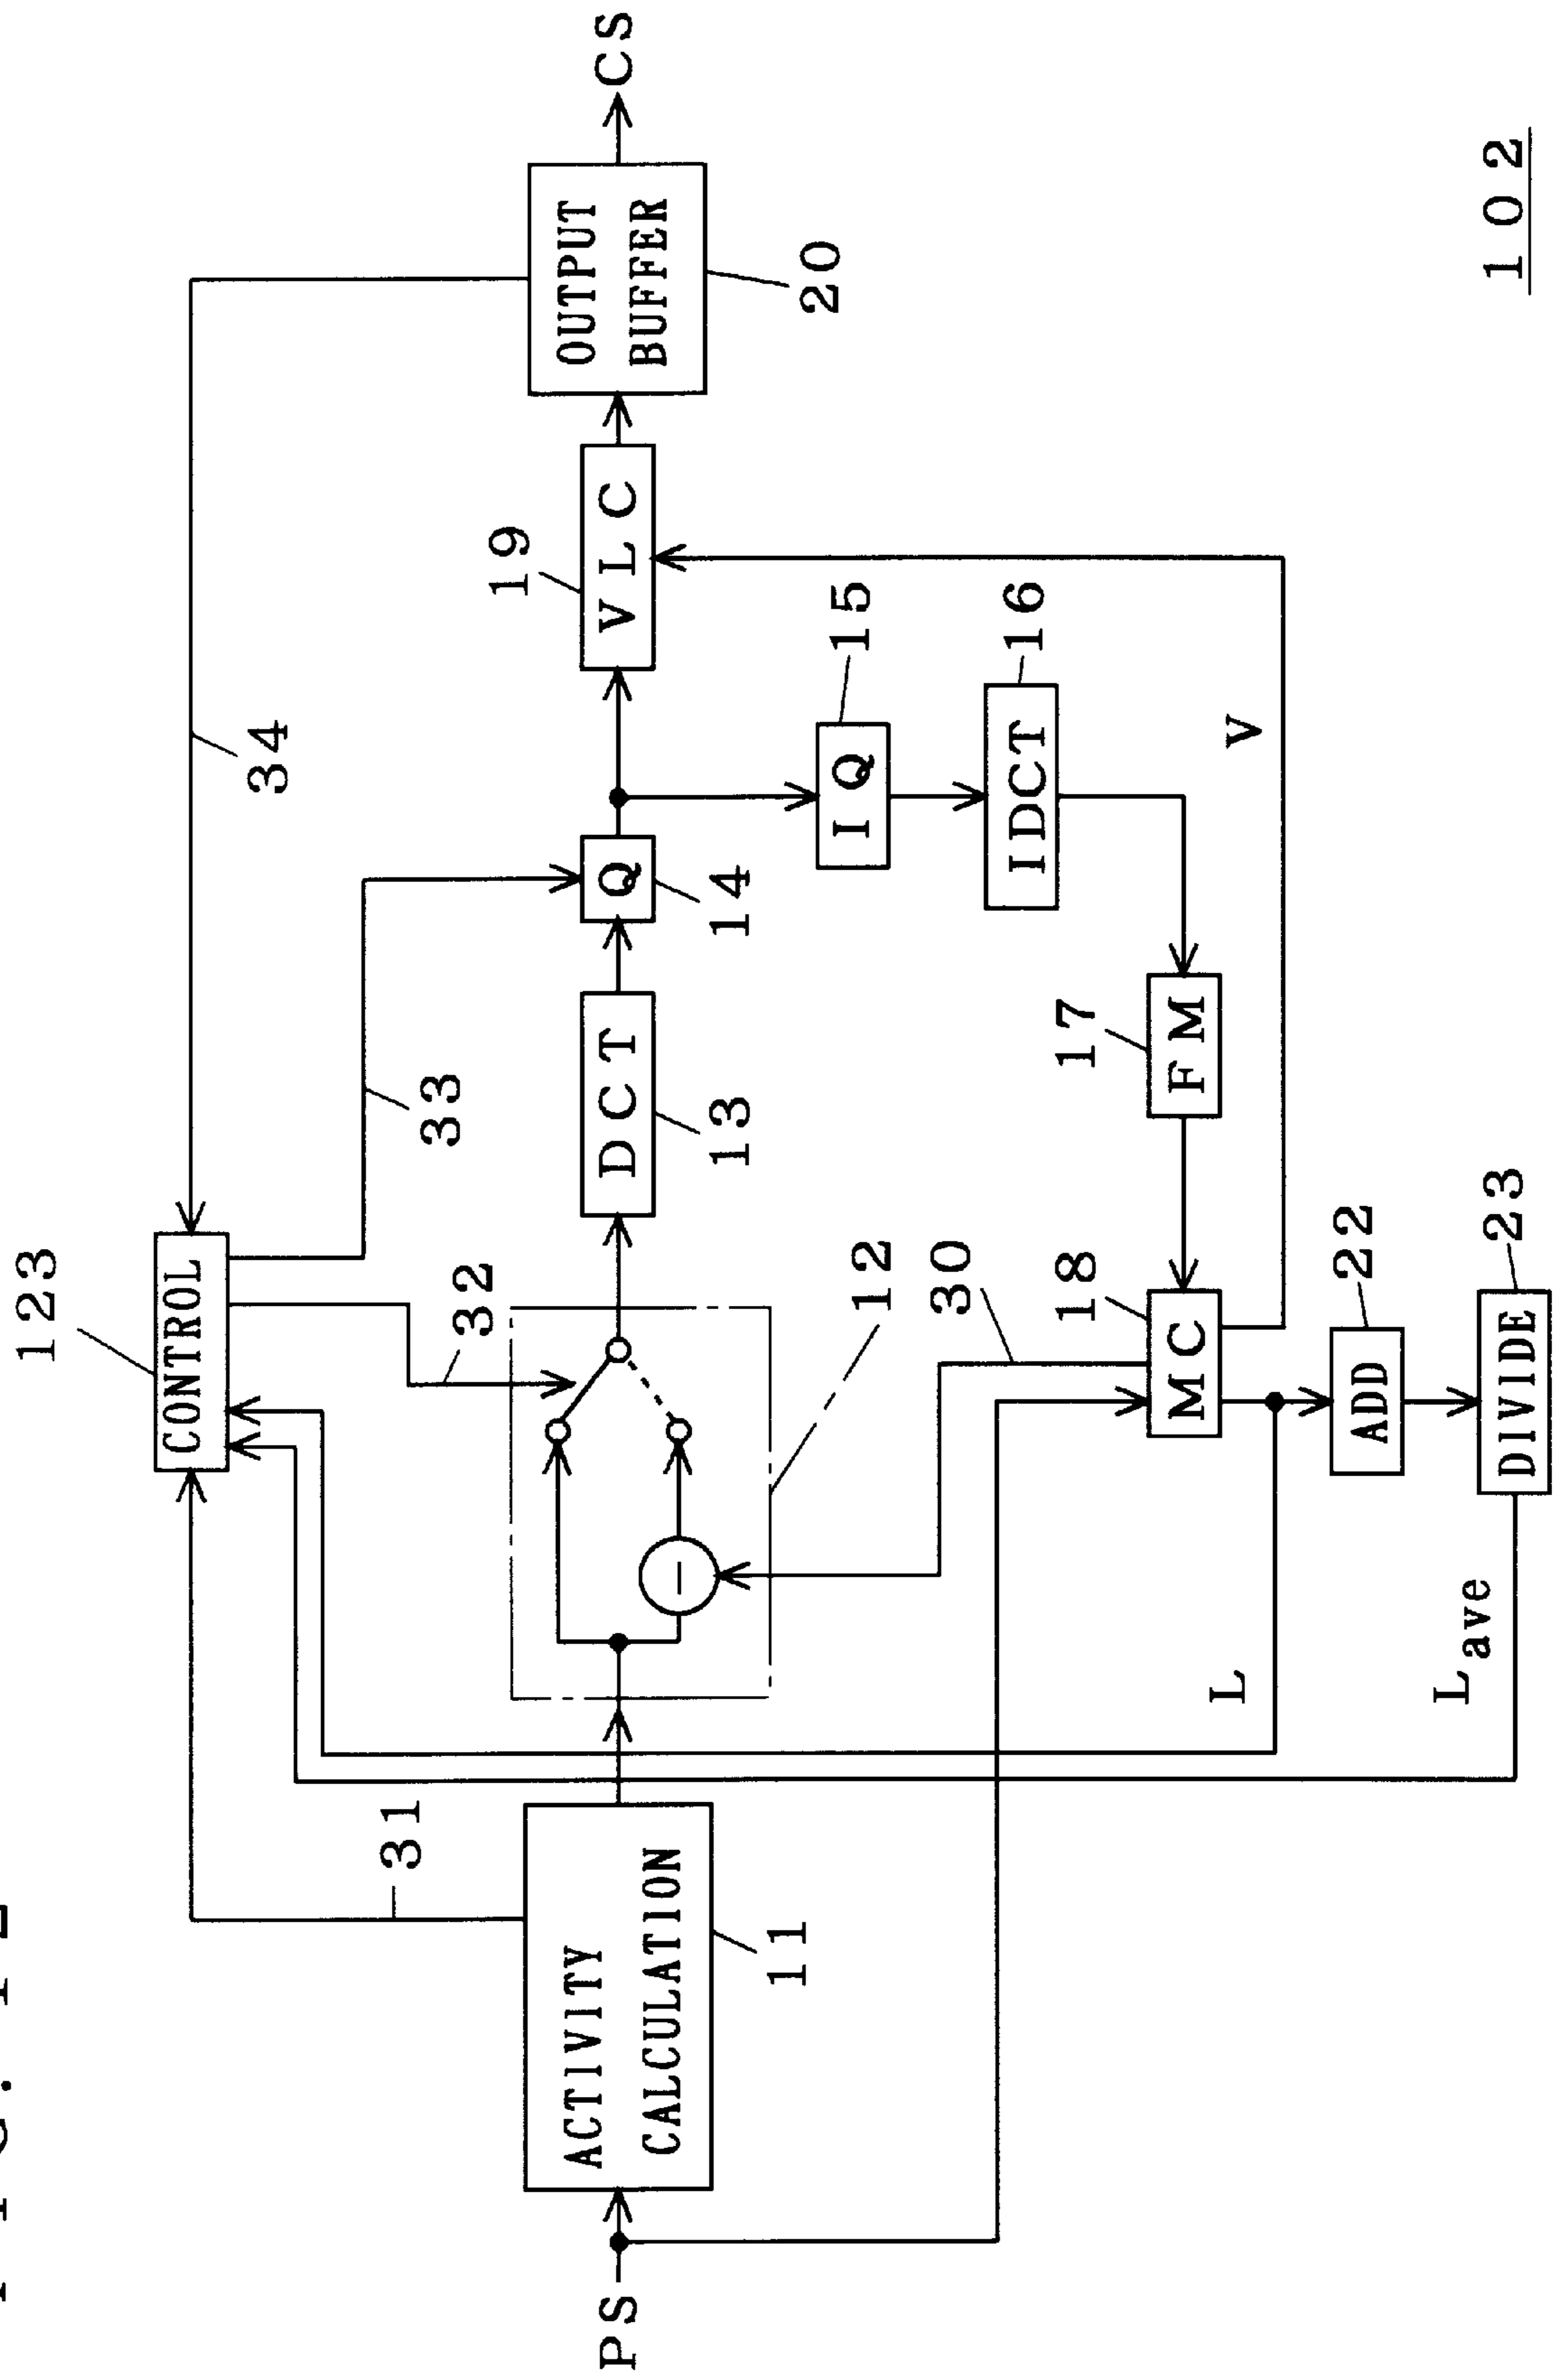 123
CONTROL
31
32
33
34
PS
ACTIVITY
CALCULATION
11
12
DCT
13
Q
14
19
VLC
OUTPUT
BUFFER
20
CS
15
IQ
16
IDCT
30
17
FM
18
MC
V
L
22
ADD
L ave
23
DIVIDE
102